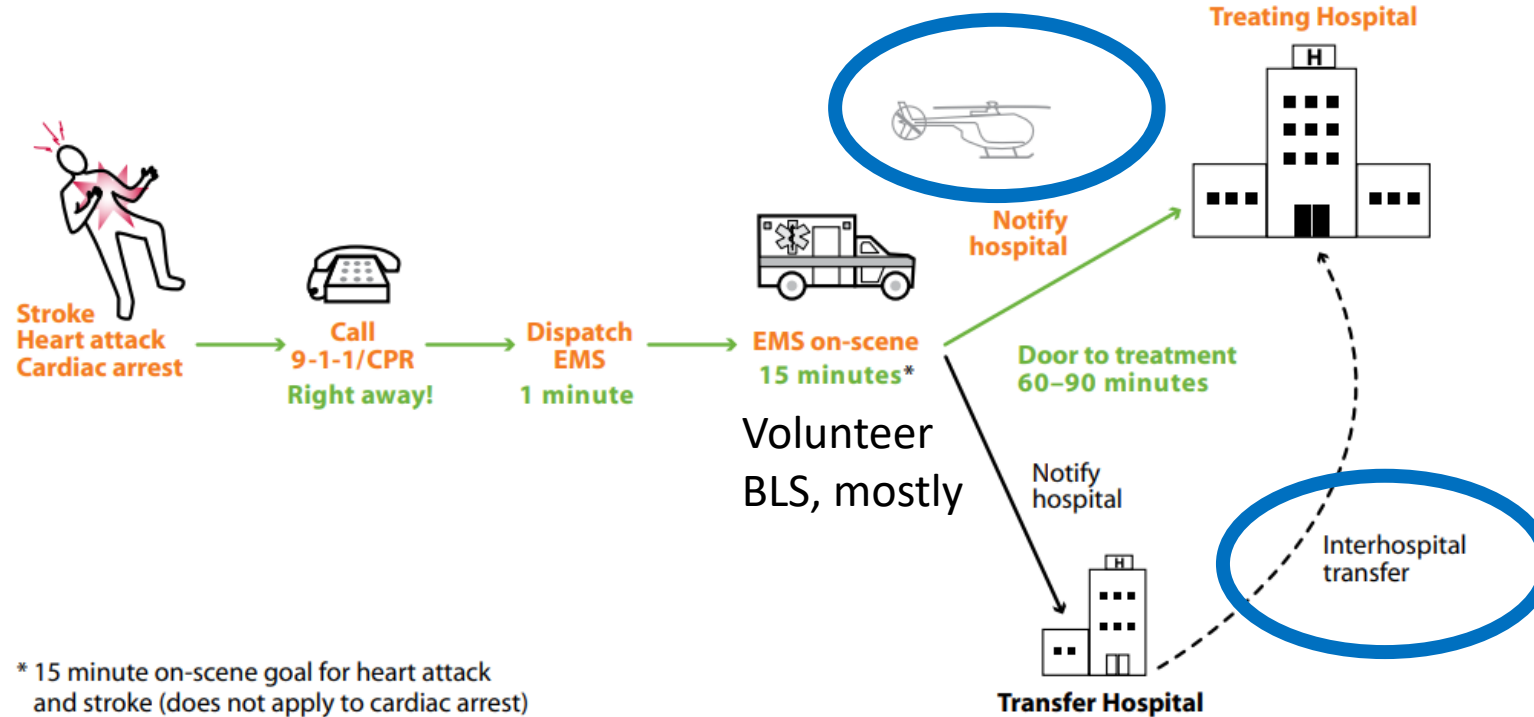 Stroke
Heart attack
Cardiac arrest
Call
9-1-1/CPR
Right away!
Dispatch
EMS
1 minute
EMS on-scene
15 minutes*
Volunteer
BLS, mostly
Notify
hospital
Treating Hospital
H
Door to treatment
60–90 minutes
Notify
hospital
H
Transfer Hospital
Interhospital
transfer
* 15 minute on-scene goal for heart attack
and stroke (does not apply to cardiac arrest)